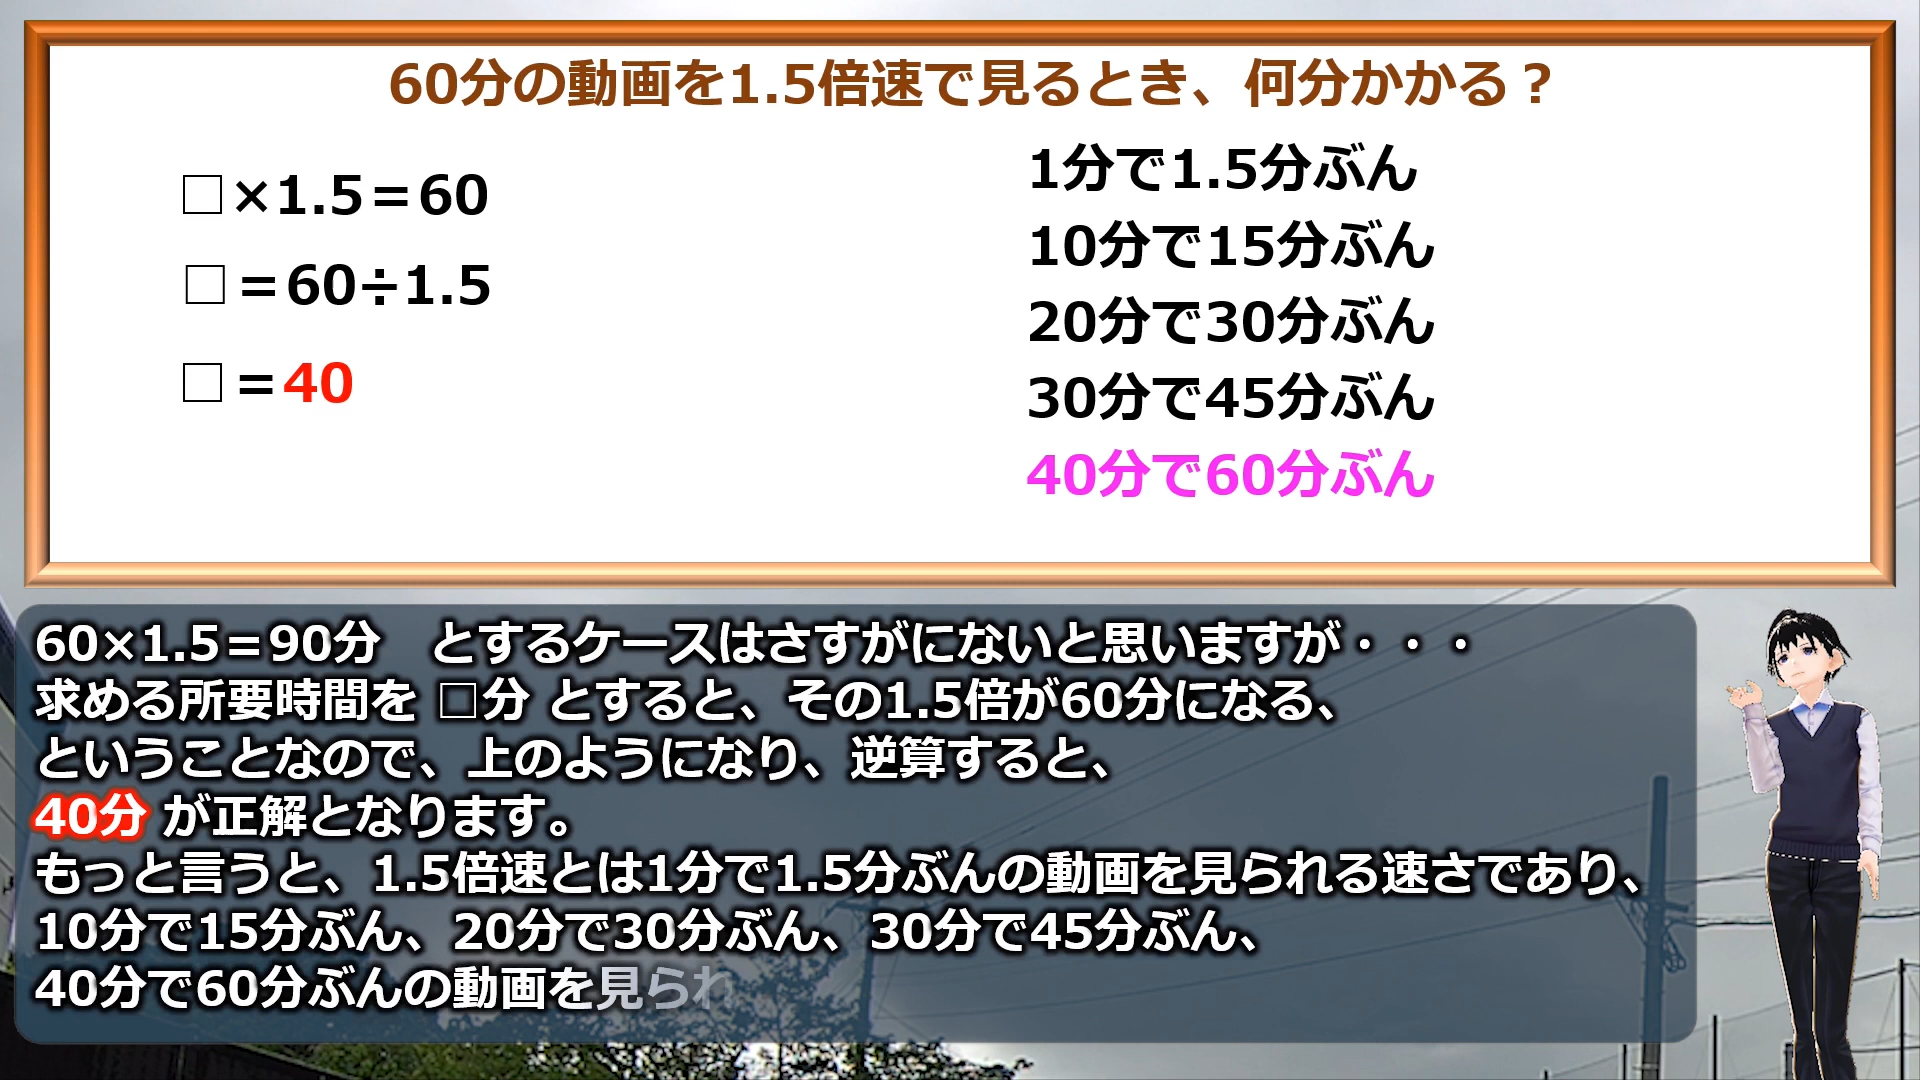 60分の動画を1.5倍速で見るとき、何分かかる？
□×1.5＝60
□＝60÷1.5
□＝40
1分で1.5分ぶん
10分で15分ぶん
20分で30分ぶん
30分で45分ぶん
40分で60分ぶん
60×1.5＝90分　とするケースはさすがにないと思いますが・・・
求める所要時間を □分 とすると、その1.5倍が60分になる、
ということなので、上のようになり、逆算すると、
40分 が正解となります。
もっと言うと、1.5倍速とは1分で1.5分ぶんの動画を見られる速さであり、
10分で15分ぶん、20分で30分ぶん、30分で45分ぶん、
40分で60分ぶんの動画を見られ